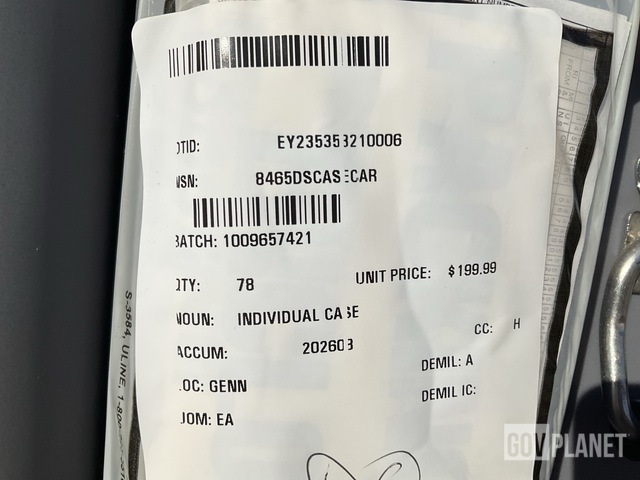 DTID: EY235353210006
NSN: 8465DSCASECAR
BATCH: 1009657421
QTY: 78 UNIT PRICE: $199.99
NOUN: INDIVIDUAL CASE
CC: H
ACCUM: 202603
DEMIL: A
LOC: GENN
DEMIL IC:
UOM: EA
S-3584, ULINE, 1-800-
GOVPLANET